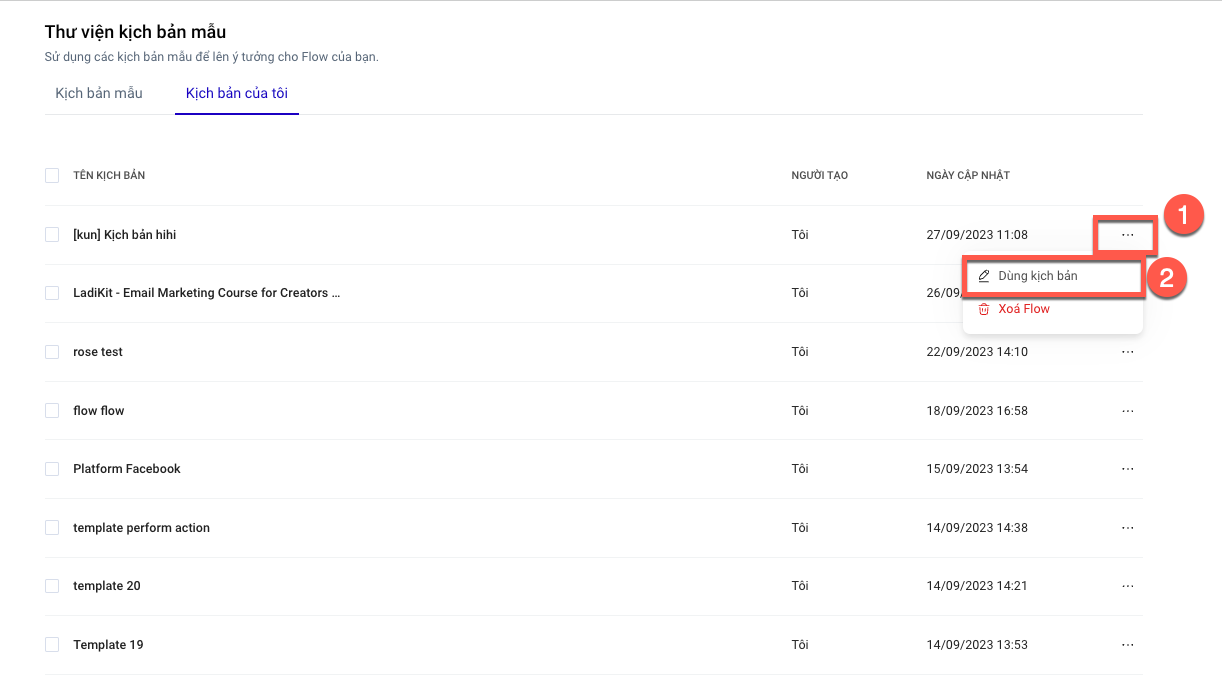 Thư viện kịch bản mẫu
Sử dụng các kịch bản mẫu để lên ý tưởng cho Flow của bạn.
Kịch bản mẫu Kịch bản của tôi
TÊN KỊCH BẢN NGƯỜI TẠO NGÀY CẬP NHẬT
1
[kun] Kịch bản hihi Tôi 27/09/2023 11:08 ...
Dùng kịch bản 2
LadiKit - Email Marketing Course for Creators ... Tôi 26/09/
Xoá Flow
rose test Tôi 22/09/2023 14:10 ...
flow flow Tôi 18/09/2023 16:58 ...
Platform Facebook Tôi 15/09/2023 13:54 ...
template perform action Tôi 14/09/2023 14:38 ...
template 20 Tôi 14/09/2023 14:21 ...
Template 19 Tôi 14/09/2023 13:53 ...